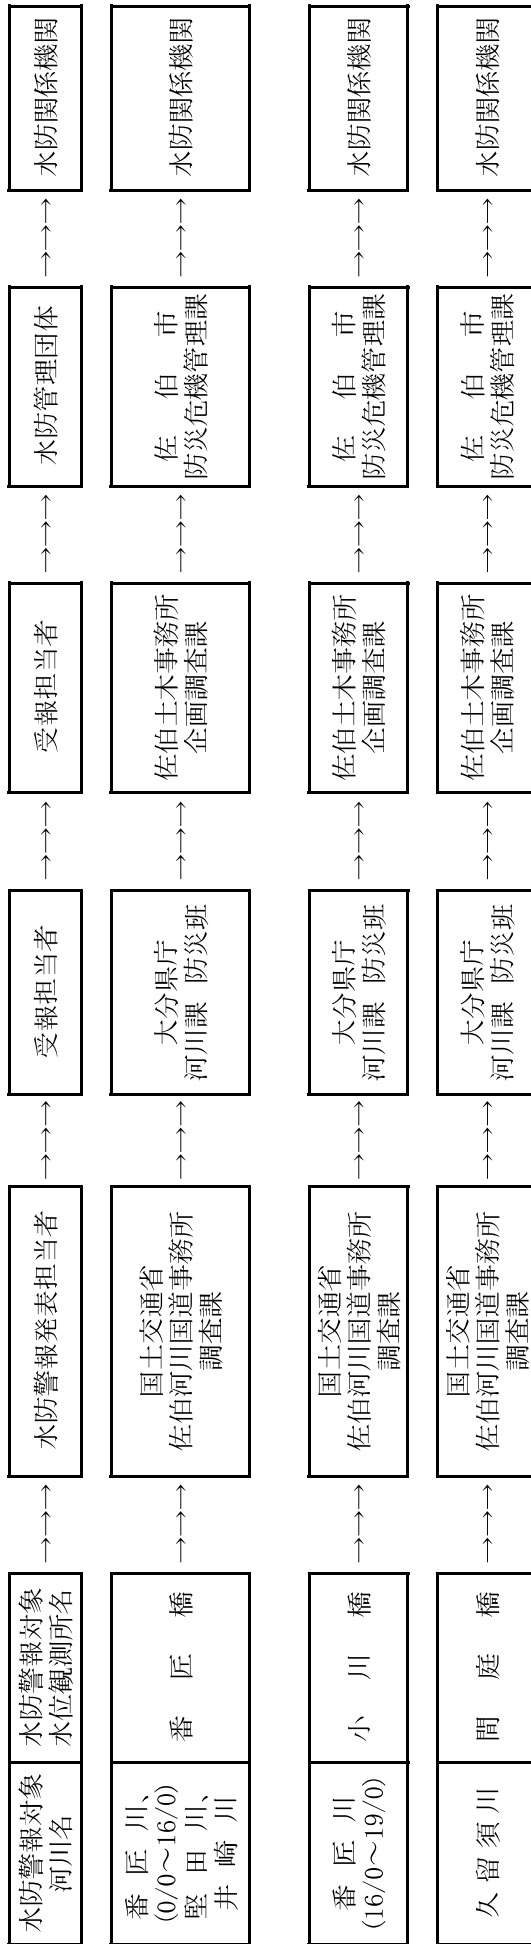 水防警報対象
河川名
水防警報対象
水位観測所名
→→→→
水防警報発表担当者
→→→→
受報担当者
→→→→
受報担当者
→→→→
水防管理団体
→→→→
水防関係機関
番匠川、
(0/0~16/0)
堅田川、
井崎川
番匠橋
→→→→
国土交通省
佐伯河川国道事務所
調査課
→→→→
大分県庁
河川課 防災班
→→→→
佐伯土木事務所
企画調査課
→→→→
佐伯市
防災危機管理課
→→→→
水防関係機関
番匠川
(16/0~19/0)
小川橋
→→→→
国土交通省
佐伯河川国道事務所
調査課
→→→→
大分県庁
河川課 防災班
→→→→
佐伯土木事務所
企画調査課
→→→→
佐伯市
防災危機管理課
→→→→
水防関係機関
久留須川
間庭橋
→→→→
国土交通省
佐伯河川国道事務所
調査課
→→→→
大分県庁
河川課 防災班
→→→→
佐伯土木事務所
企画調査課
→→→→
佐伯市
防災危機管理課
→→→→
水防関係機関